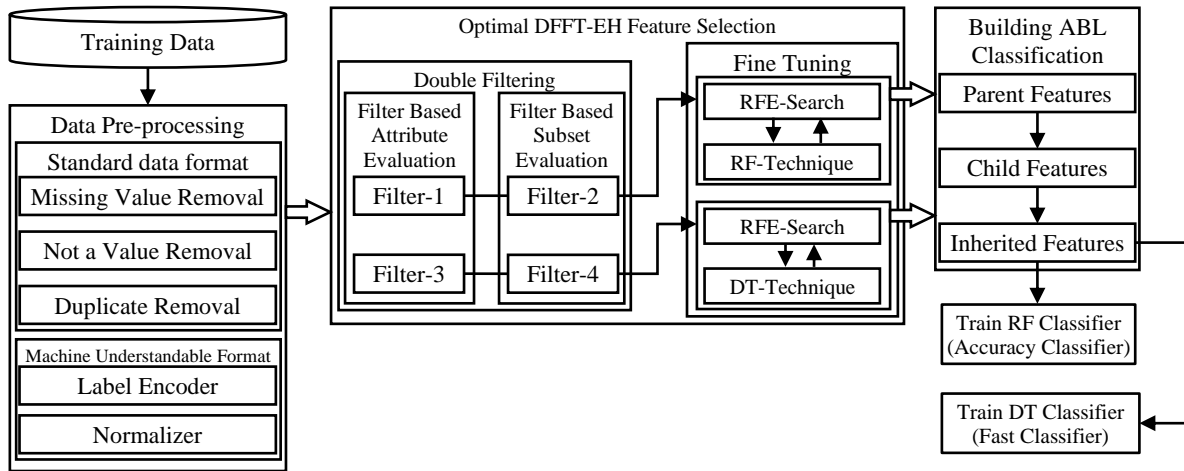 Training Data
Data Pre-processing
Standard data format
Missing Value Removal
Not a Value Removal
Duplicate Removal
Machine Understandable Format
Label Encoder
Normalizer
Optimal DFFT-EH Feature Selection
Double Filtering
Filter Based
Attribute
Evaluation
Filter-1
Filter-3
Filter Based
Subset
Evaluation
Filter-2
Filter-4
Fine Tuning
RFE-Search
RF-Technique
RFE-Search
DT-Technique
Building ABL
Classification
Parent Features
Child Features
Inherited Features
Train RF Classifier
(Accuracy Classifier)
Train DT Classifier
(Fast Classifier)